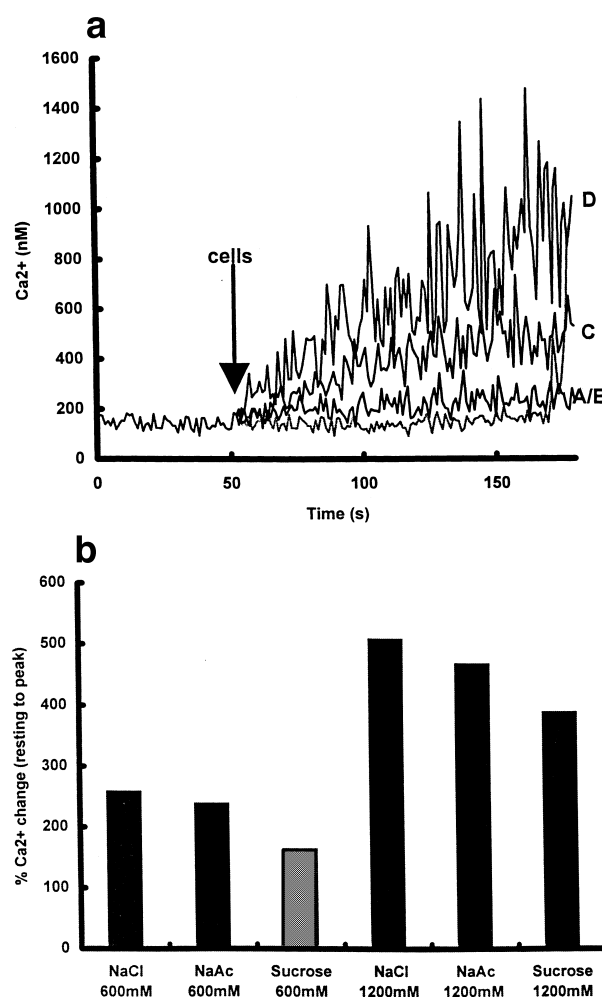 a
1600
1400
1200
1000
800
600
400
200
0
Ca2+ (nM)
cells
D
C
A/B
0 50 100 150
Time (s)
b
600
500
400
300
200
100
0
% Ca2+ change (resting to peak)
NaCl NaAc Sucrose NaCl NaAc Sucrose
600mM 600mM 600mM 1200mM 1200mM 1200mM